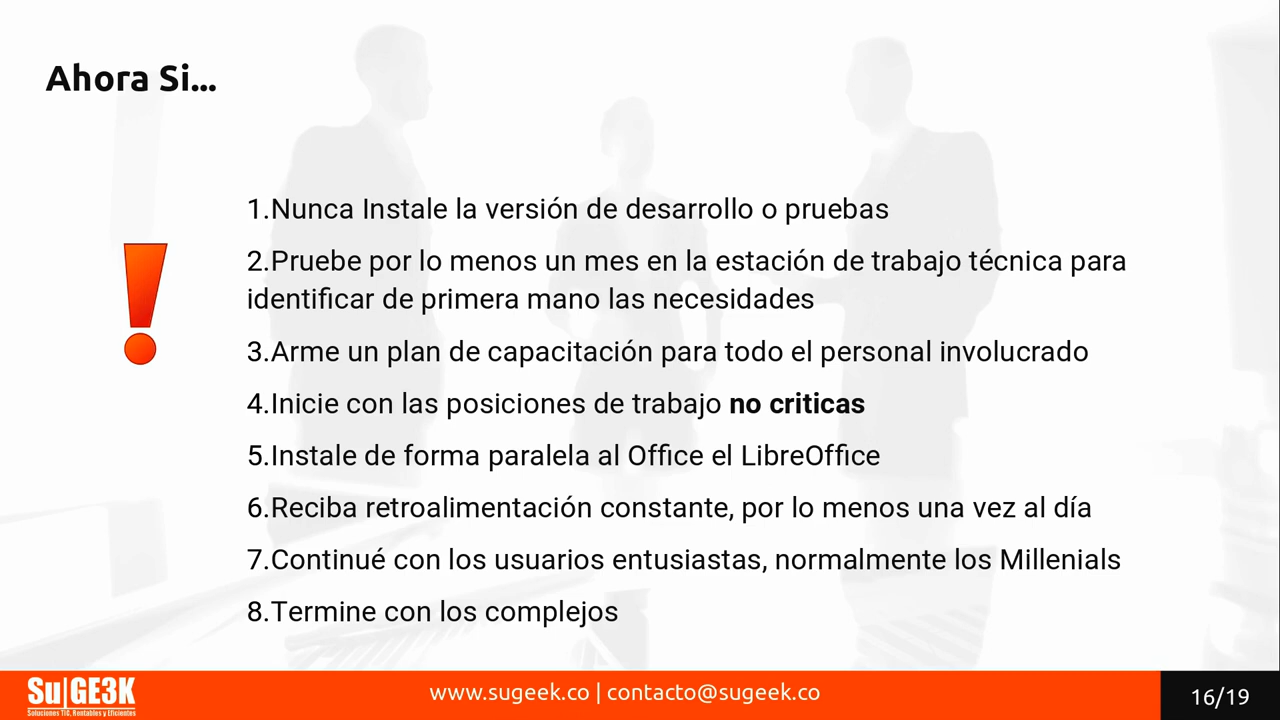 Ahora Si...
1.Nunca Instale la versión de desarrollo o pruebas
2.Pruebe por lo menos un mes en la estación de trabajo técnica para
identificar de primera mano las necesidades
3.Arme un plan de capacitación para todo el personal involucrado
4.Inicie con las posiciones de trabajo no criticas
5.Instale de forma paralela al Office el LibreOffice
6.Reciba retroalimentación constante, por lo menos una vez al día
7.Continué con los usuarios entusiastas, normalmente los Millenials
8.Termine con los complejos
Su|GE3K
Soluciones TIC, Rentables y Eficientes
www.sugeek.co | contacto@sugeek.co
16/19